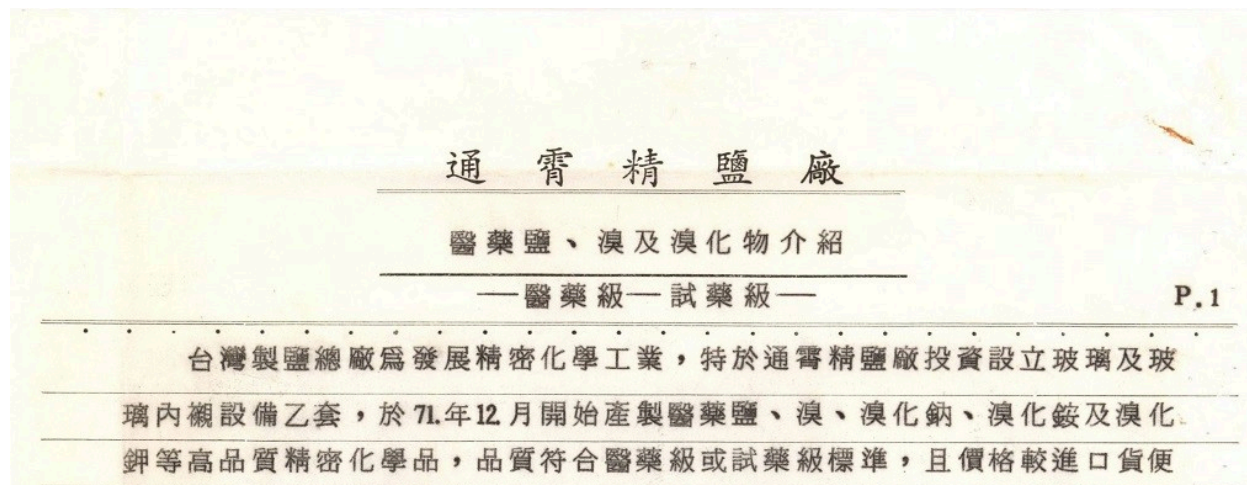 通霄精鹽廠
醫藥鹽、溴及溴化物介紹
—醫藥級—試藥級—
P.1
台灣製鹽總廠為發展精密化學工業，特於通霄精鹽廠投資設立玻璃及玻
璃內襯設備乙套，於71.年12.月開始產製醫藥鹽、溴、溴化鈉、溴化銨及溴化
鉀等高品質精密化學品，品質符合醫藥級或試藥級標準，且價格較進口貨便